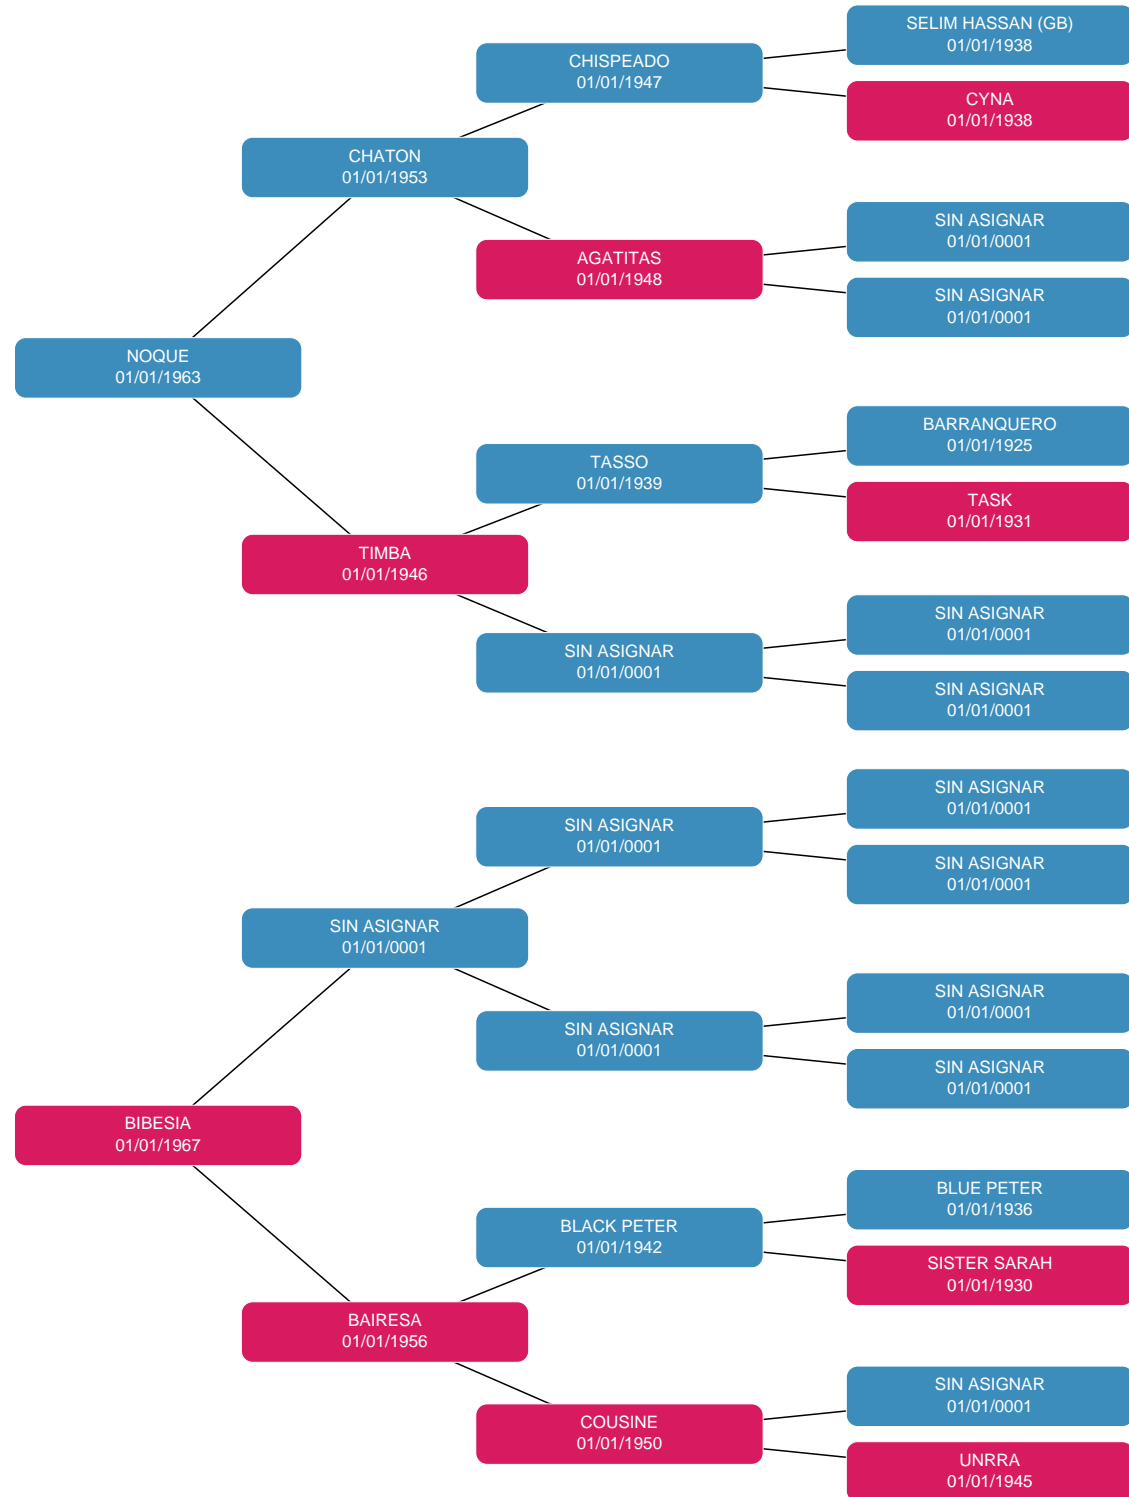 SELIM HASSAN (GB)
01/01/1938
CHISPEADO
01/01/1947
CYNA
01/01/1938
CHATON
01/01/1953
SIN ASIGNAR
01/01/0001
AGATITAS
01/01/1948
SIN ASIGNAR
01/01/0001
NOQUE
01/01/1963
BARRANQUERO
01/01/1925
TASSO
01/01/1939
TASK
01/01/1931
TIMBA
01/01/1946
SIN ASIGNAR
01/01/0001
SIN ASIGNAR
01/01/0001
SIN ASIGNAR
01/01/0001
SIN ASIGNAR
01/01/0001
SIN ASIGNAR
01/01/0001
SIN ASIGNAR
01/01/0001
SIN ASIGNAR
01/01/0001
SIN ASIGNAR
01/01/0001
SIN ASIGNAR
01/01/0001
SIN ASIGNAR
01/01/0001
BIBESIA
01/01/1967
BLUE PETER
01/01/1936
BLACK PETER
01/01/1942
SISTER SARAH
01/01/1930
BAIRESA
01/01/1956
SIN ASIGNAR
01/01/0001
COUSINE
01/01/1950
UNRRA
01/01/1945